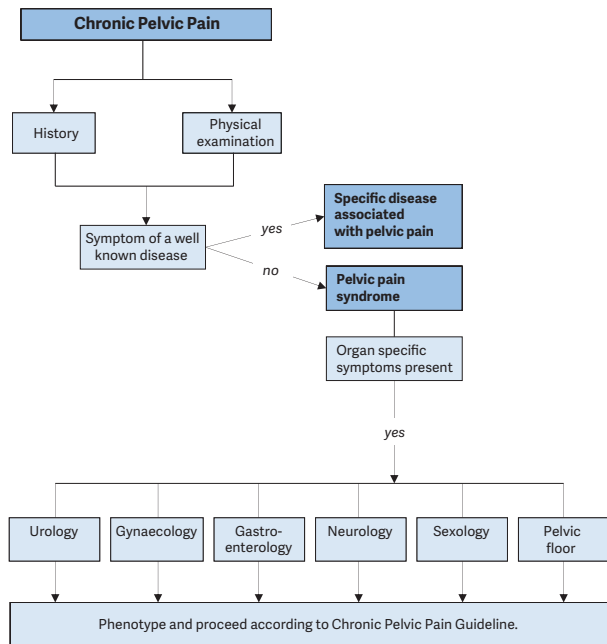 Chronic Pelvic Pain
History
Physical
examination
Symptom of a well
known disease
yes
Specific disease
associated
with pelvic pain
no
Pelvic pain
syndrome
Organ specific
symptoms present
yes
Urology
Gynaecology
Gastro-
enterology
Neurology
Sexology
Pelvic
floor
Phenotype and proceed according to Chronic Pelvic Pain Guideline.